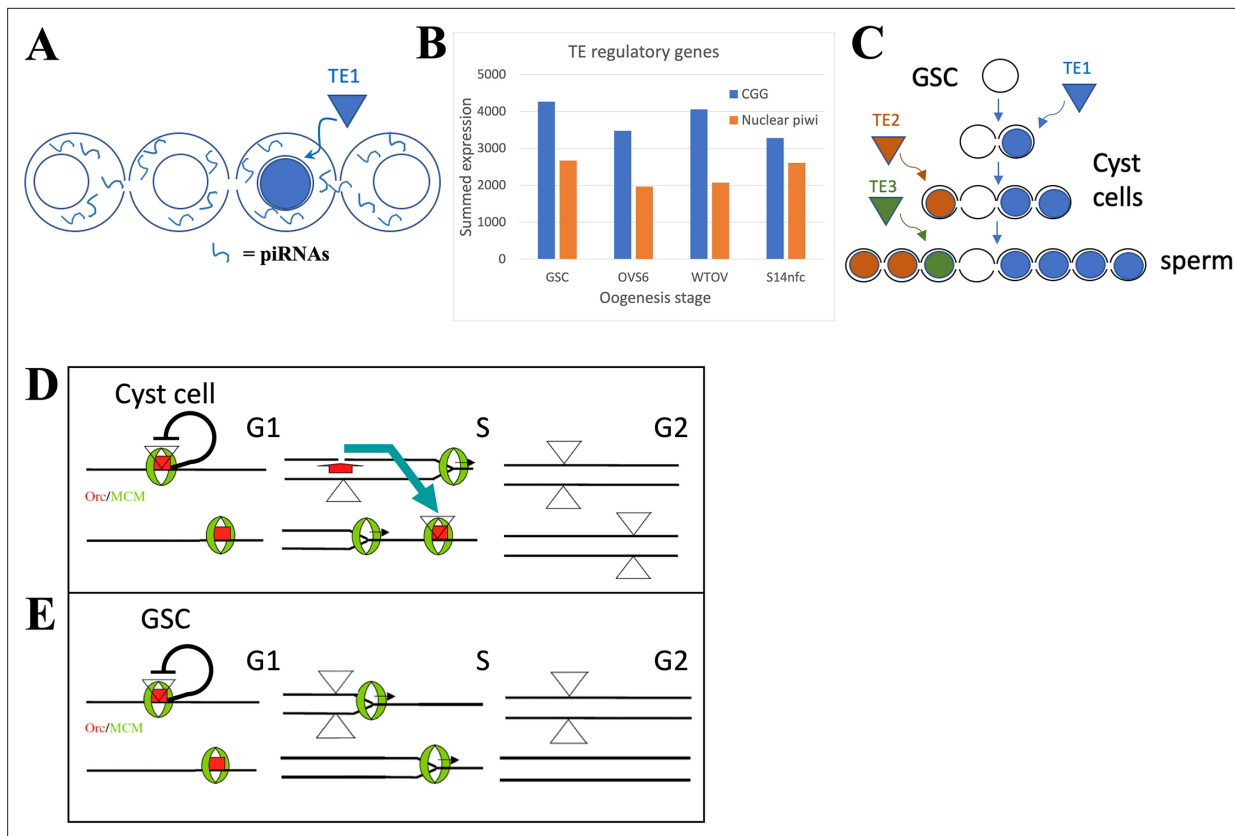 A
TE1
= piRNAs
B
TE regulatory genes
Summed expression
5000
4000
3000
2000
1000
0
CGG
Nuclear piwi
GSC OVS6 WTOV S14nfc
Oogenesis stage
C
GSC
TE1
TE2
TE3
Cyst
cells
sperm
D
Cyst cell
G1 S G2
Orc/MCM
E
GSC
G1 S G2
Orc/MCM